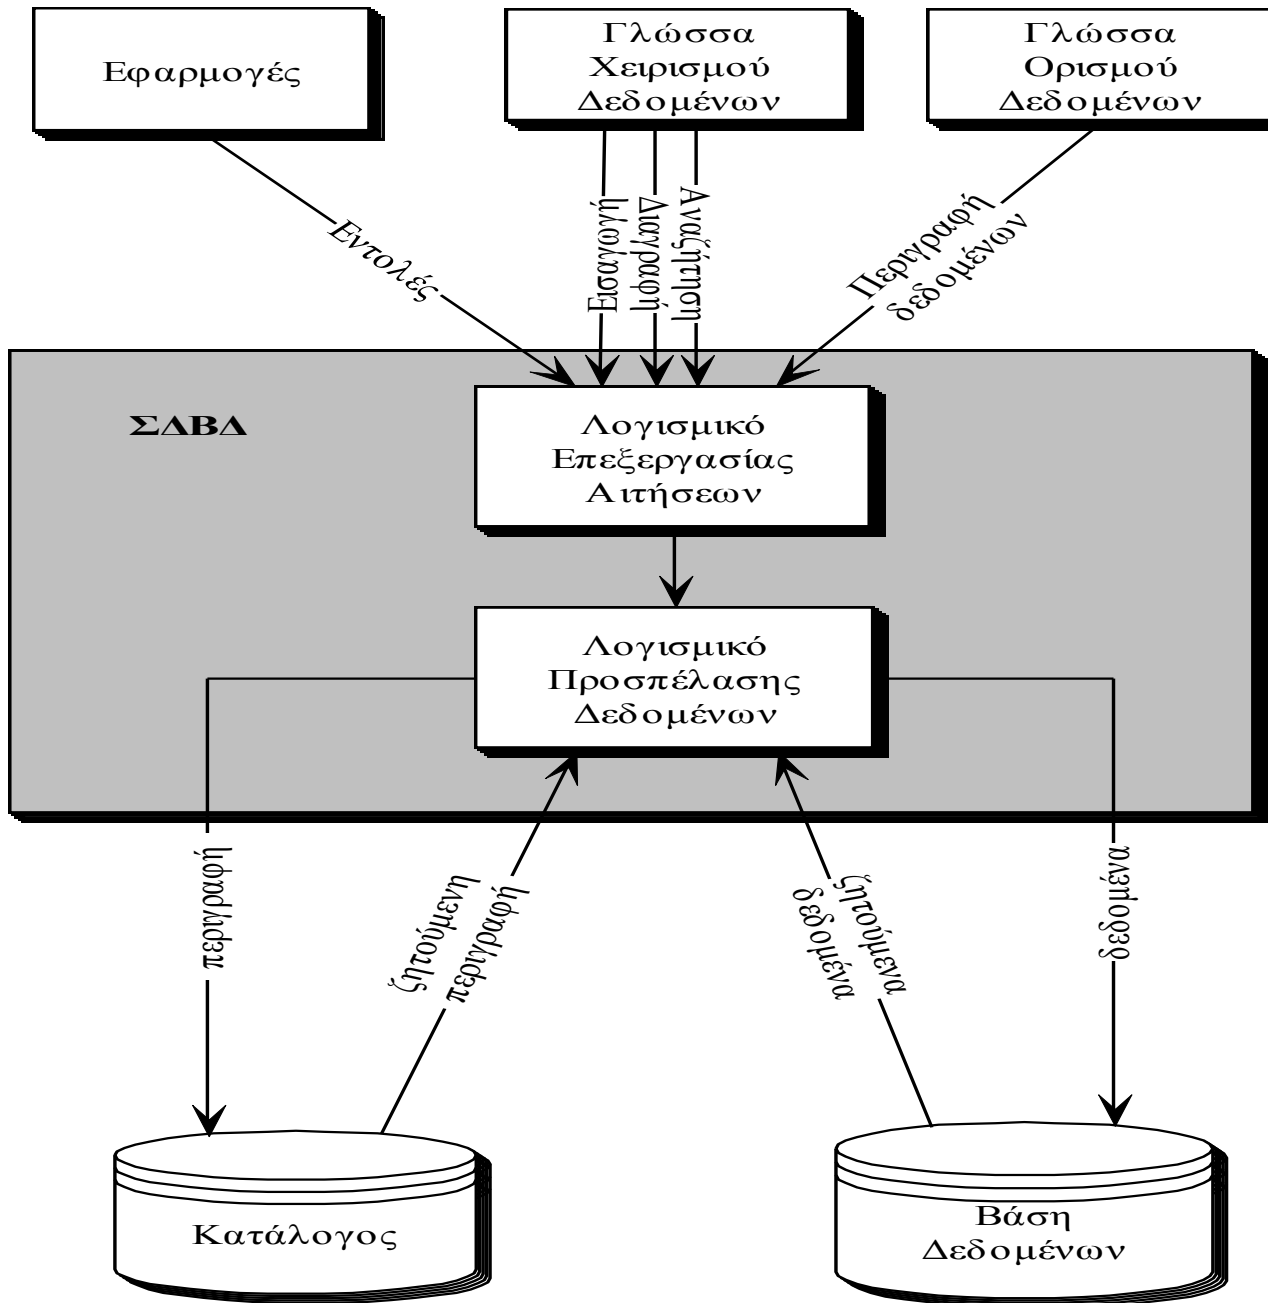 Εφαρμογές
Γλώσσα
Χειρισμού
Δεδομένων
Γλώσσα
Ορισμού
Δεδομένων
Εντολές
Εισαγωγή
Διαγραφή
Αναζήτηση
Περιγραφή
δεδομένων
ΣΔΒΔ
Λογισμικό
Επεξεργασίας
Αιτήσεων
Λογισμικό
Προσπέλασης
Δεδομένων
περιγραφή
ζητούμενη
περιγραφή
ζητούμενα
δεδομένα
δεδομένα
Κατάλογος
Βάση
Δεδομένων